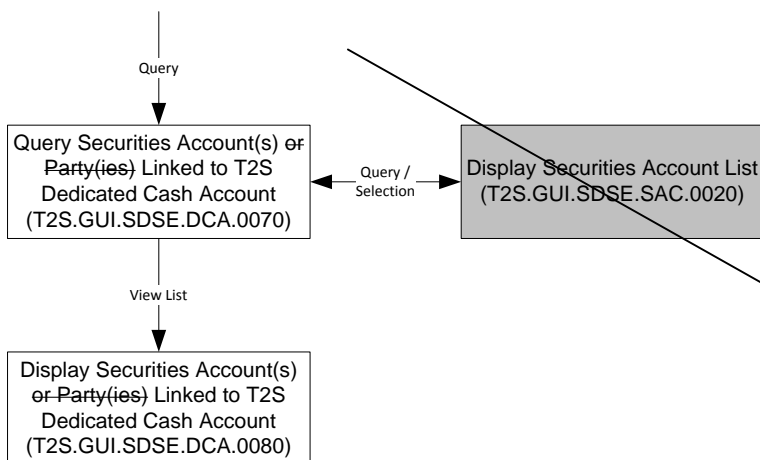 Query
Query Securities Account(s) or
Party(ies) Linked to T2S
Dedicated Cash Account
(T2S.GUI.SDSE.DCA.0070)
Query /
Selection
Display Securities Account List
(T2S.GUI.SDSE.SAC.0020)
View List
Display Securities Account(s)
or Party(ies) Linked to T2S
Dedicated Cash Account
(T2S.GUI.SDSE.DCA.0080)